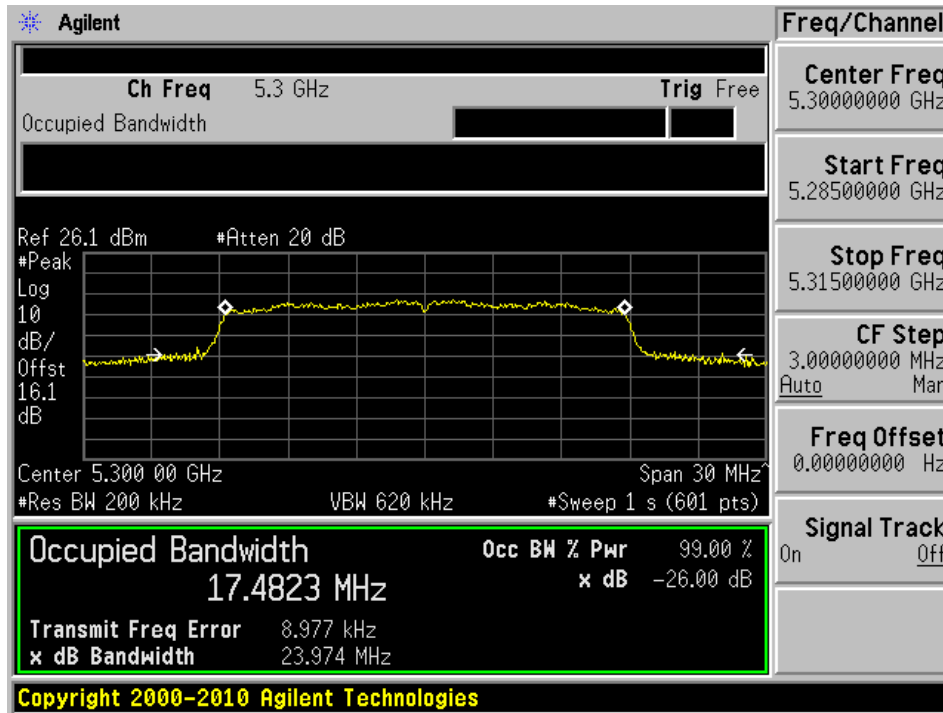 Agilent
Freq/Channel
Ch Freq 5.3 GHz Trig Free
Occupied Bandwidth
Center Freq
5.30000000 GHz
Start Freq
5.28500000 GHz
Stop Freq
5.31500000 GHz
CF Step
3.00000000 MHz
Auto Man
Freq Offset
0.00000000 Hz
Signal Track
On Off
Ref 26.1 dBm #Atten 20 dB
#Peak
Log
10
dB/
Offst
16.1
dB
Center 5.300 00 GHz Span 30 MHz^
#Res BW 200 kHz VBW 620 kHz #Sweep 1 s (601 pts)
Occupied Bandwidth Occ BW % Pwr 99.00 %
17.4823 MHz x dB -26.00 dB
Transmit Freq Error 8.977 kHz
x dB Bandwidth 23.974 MHz
Copyright 2000-2010 Agilent Technologies